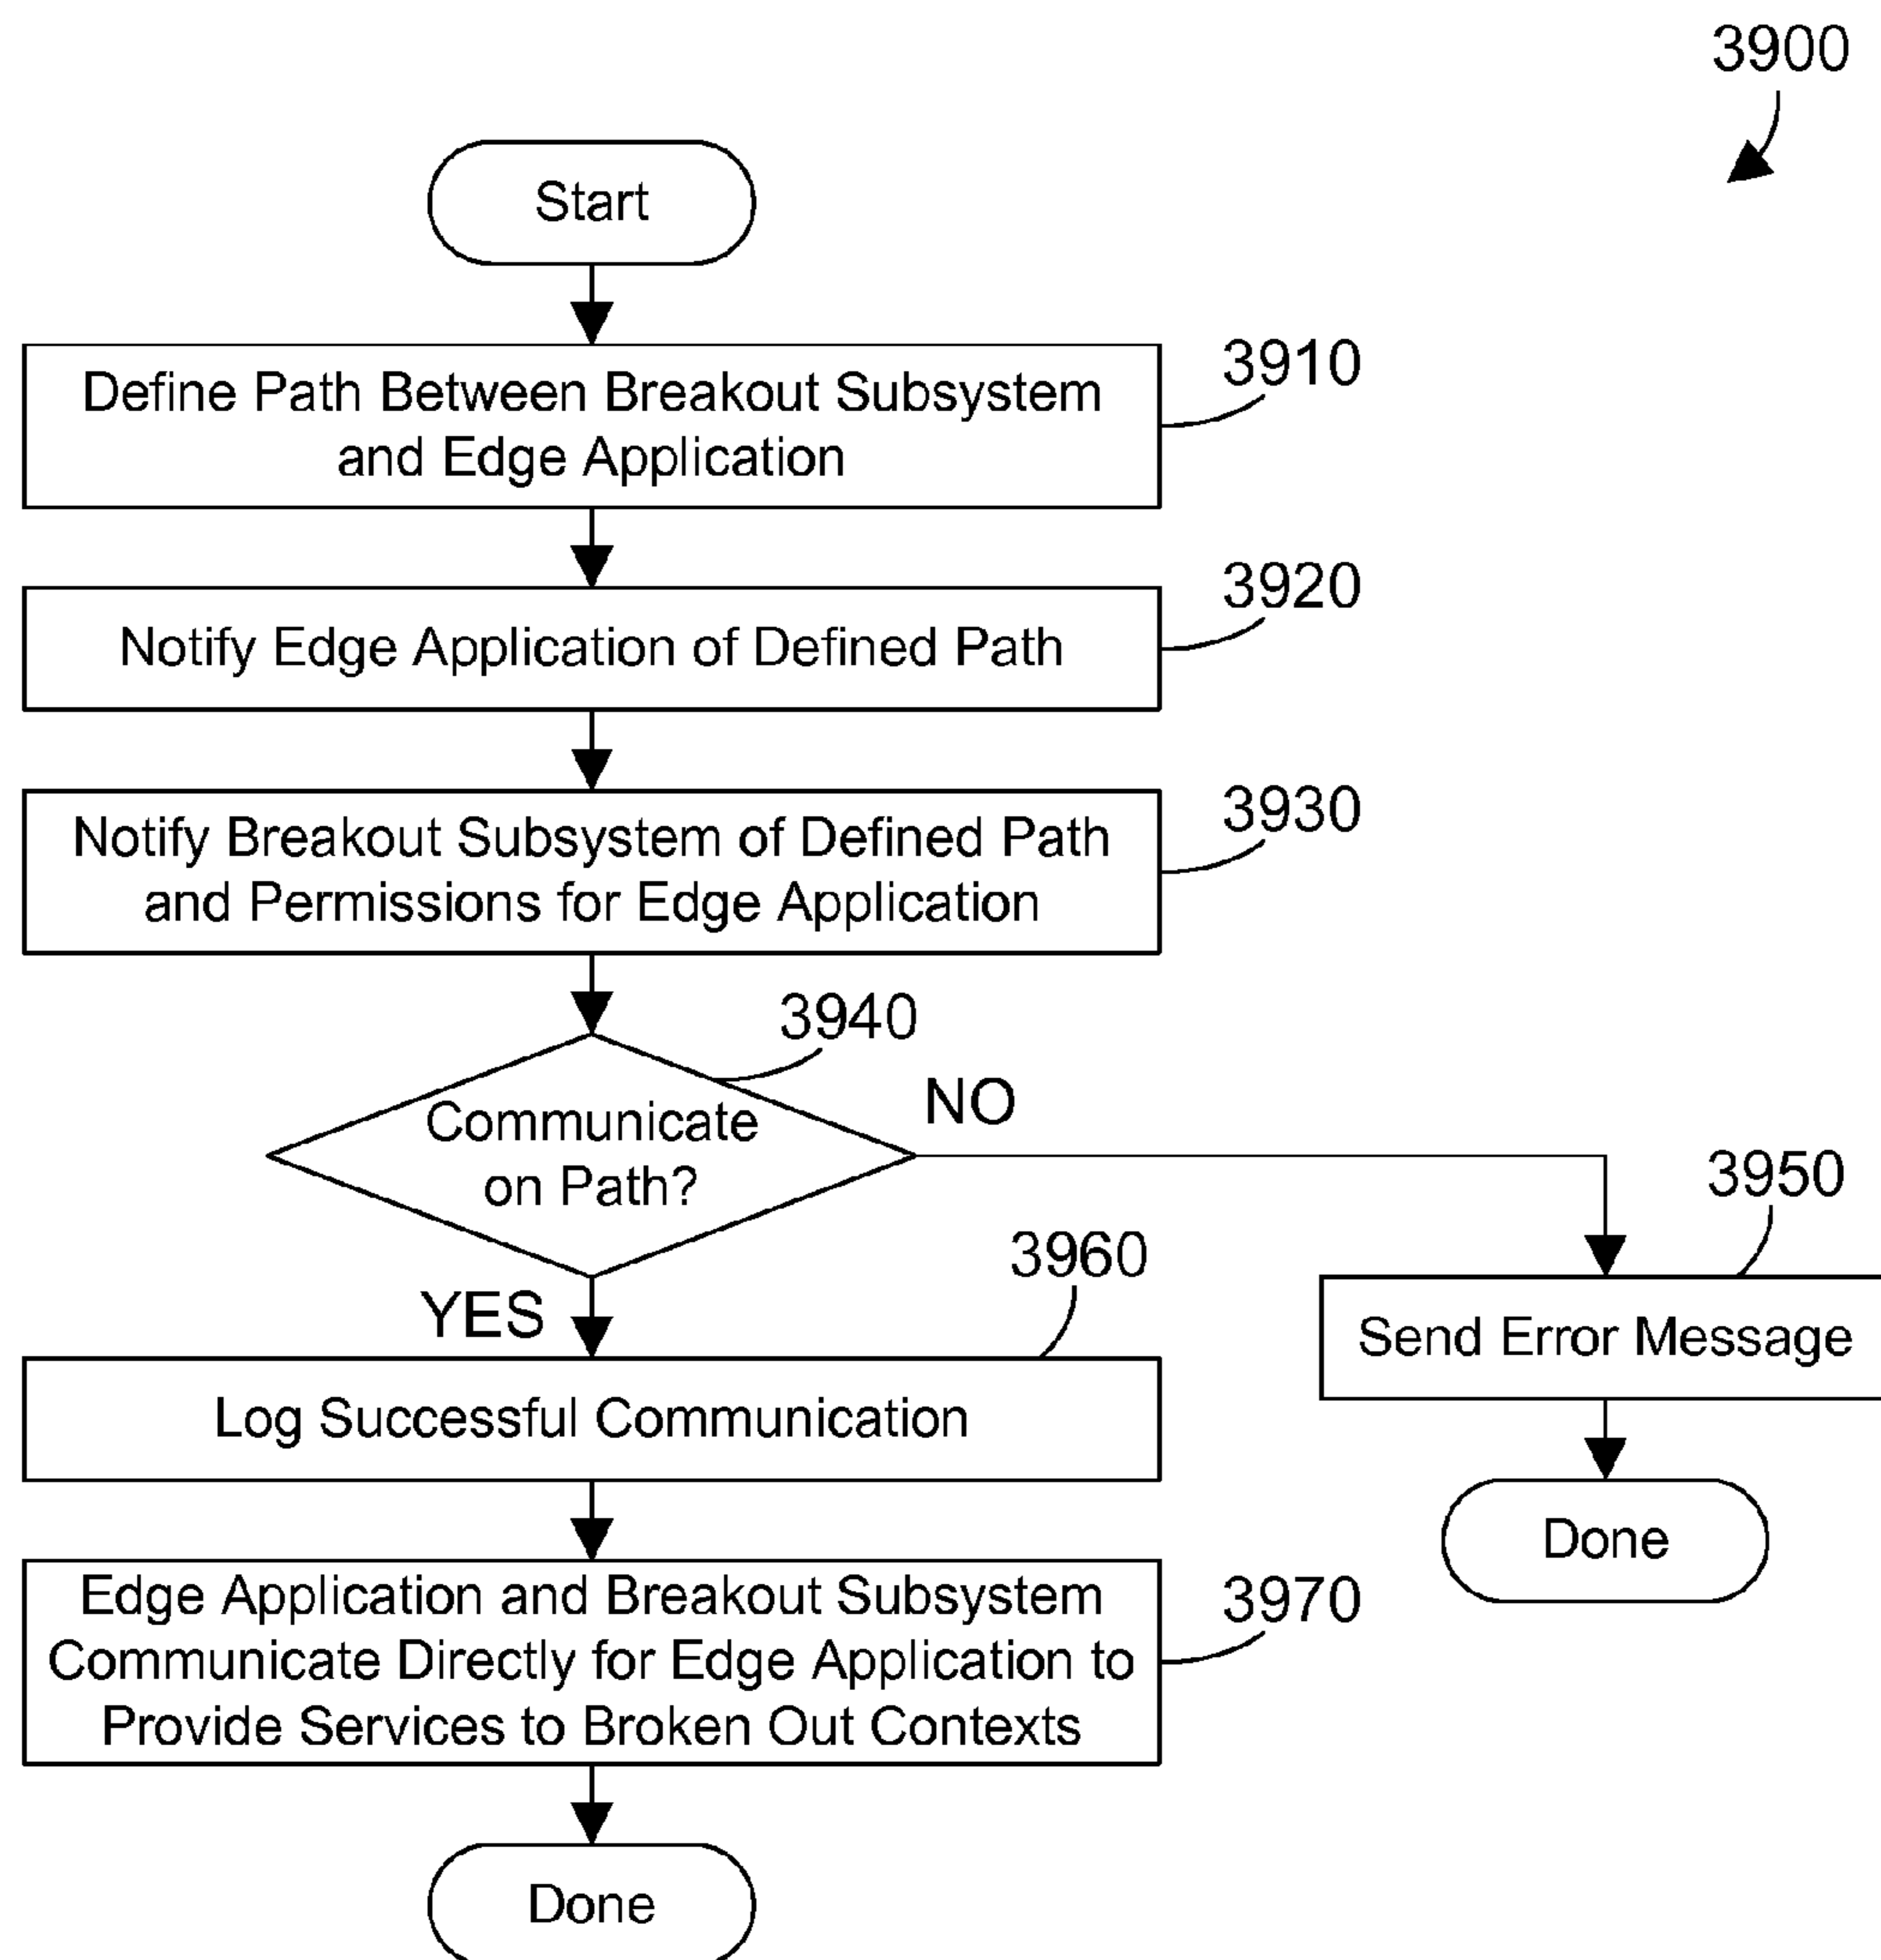 3900
Start
Define Path Between Breakout Subsystem
and Edge Application
3910
Notify Edge Application of Defined Path
3920
Notify Breakout Subsystem of Defined Path
and Permissions for Edge Application
3930
3940
Communicate
on Path?
NO
YES
3950
Send Error Message
Done
3960
Log Successful Communication
Edge Application and Breakout Subsystem
Communicate Directly for Edge Application to
Provide Services to Broken Out Contexts
3970
Done